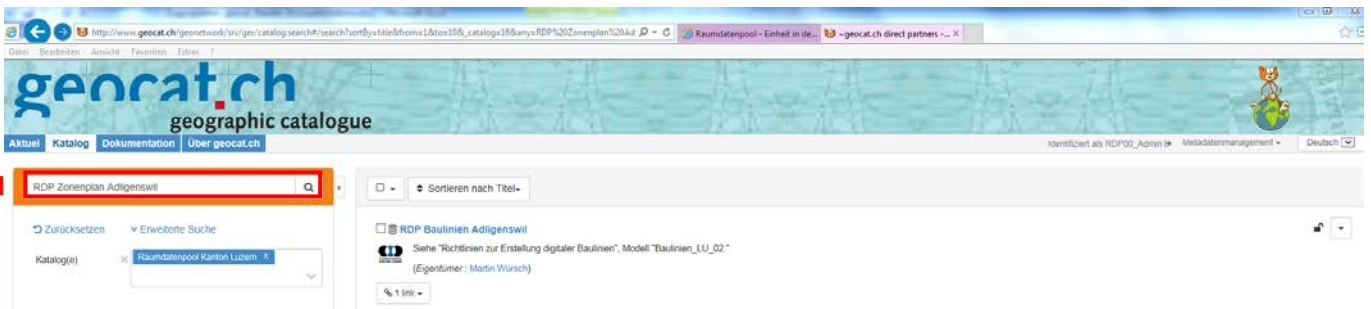 http://www.geocat.ch/geonetwork/srv/ger/catalog.search#/search?sortBy=title&from=1&to=10&_catalog=18&any=RDP%20Zonenplan%20Ad
Raumdatenpool - Einheit in de...
~geocat.ch direct partners -... X
Datei Bearbeiten Ansicht Favoriten Extras ?
geocat.ch
geographic catalogue
Aktuel Katalog Dokumentation Über geocat.ch
Identifiziert als RDP00_Admin Metadatenmanagement Deutsch
RDP Zonenplan Adligenswil
Sortieren nach Titel
Zurücksetzen Erweiterte Suche
RDP Baulinien Adligenswil
Siehe "Richtlinien zur Erstellung digitaler Baulinien", Modell "Baulinien_LU_02."
Katalog(e) × Raumdatenpool Kanton Luzern x
(Eigentümer : Martin Würsch)
1 link